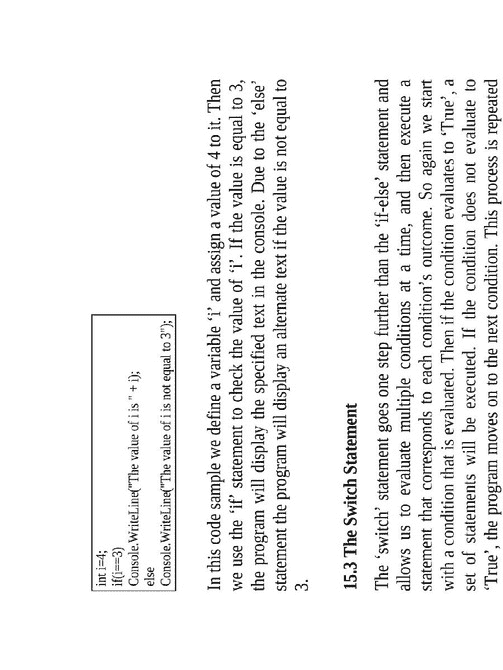 int i=4;
if(i==3)
Console.WriteLine("The value of i is " + i);
else
Console.WriteLine("The value of i is not equal to 3");
In this code sample we define a variable ‘i’ and assign a value of 4 to it. Then
we use the ‘if’ statement to check the value of ‘i’. If the value is equal to 3,
the program will display the specified text in the console. Due to the ‘else’
statement the program will display an alternate text if the value is not equal to
3.
15.3 The Switch Statement
The ‘switch’ statement goes one step further than the ‘if-else’ statement and
allows us to evaluate multiple conditions at a time, and then execute a
statement that corresponds to each condition’s outcome. So again we start
with a condition that is evaluated. Then if the condition evaluates to ‘True’, a
set of statements will be executed. If the condition does not evaluate to
‘True’, the program moves on to the next condition. This process is repeated